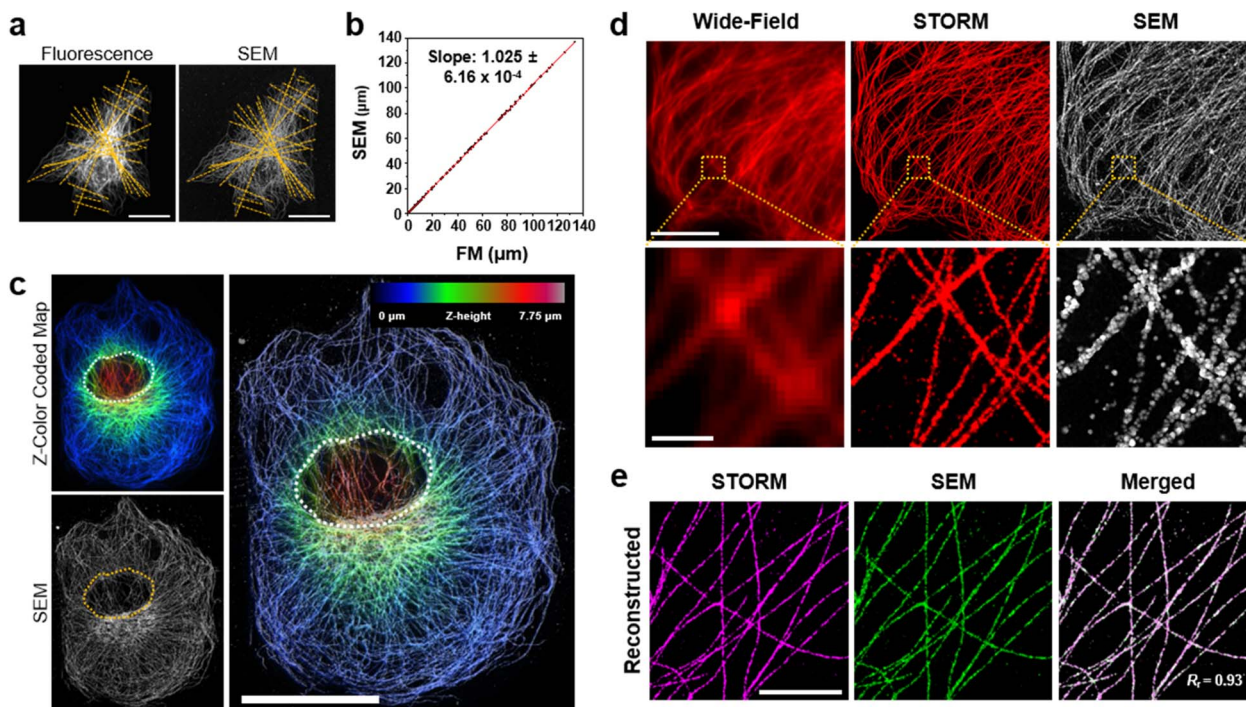 a
Fluorescence
SEM
b
Slope: 1.025 ±
6.16 x 10⁻⁴
SEM (μm)
140
120
100
80
60
40
20
0
0 20 40 60 80 100 120 140
FM (μm)
c
Z-Color Coded Map
SEM
0 μm
Z-height
7.75 μm
d
Wide-Field
STORM
SEM
e
STORM
SEM
Merged
Reconstructed
Rr = 0.93